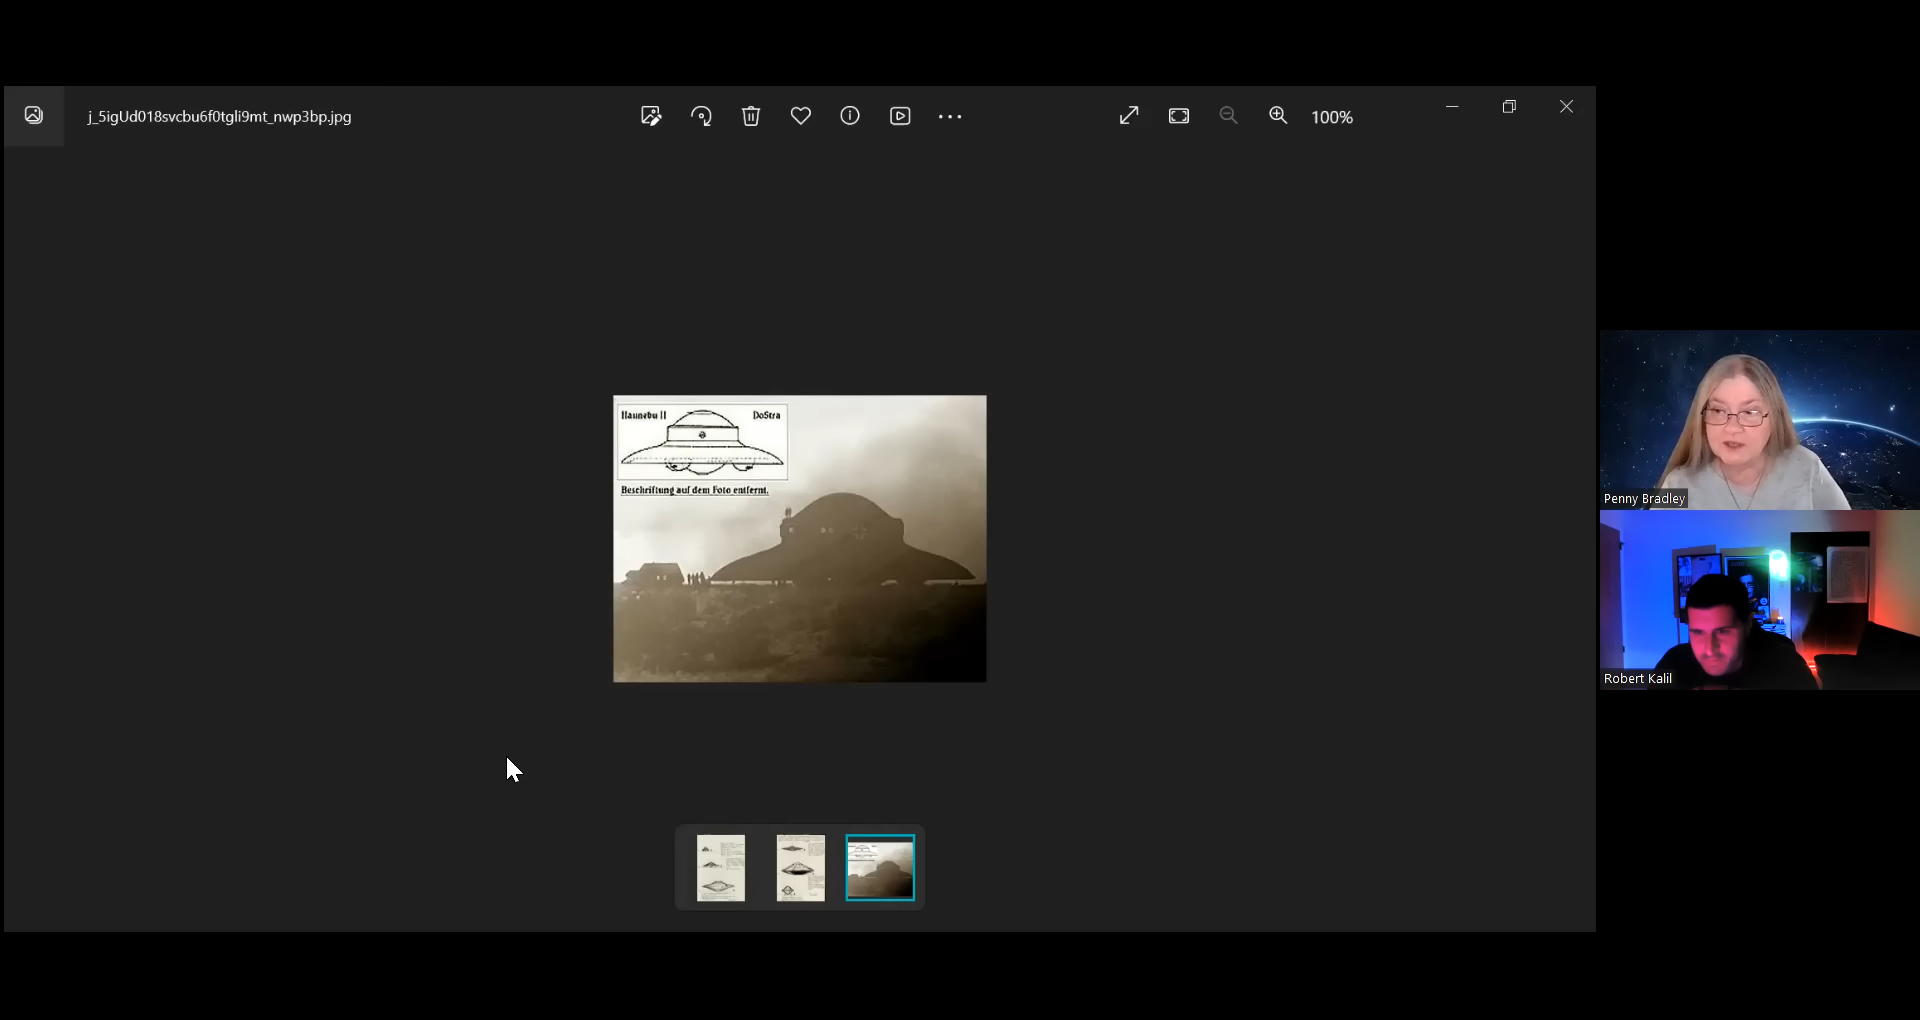 j_5igUd018svcbu6f0tgli9mt_nwp3bp.jpg
100%
Haunebu II DoStra
Beschriftung auf dem Foto entfernt.
Penny Bradley
Robert Kalil